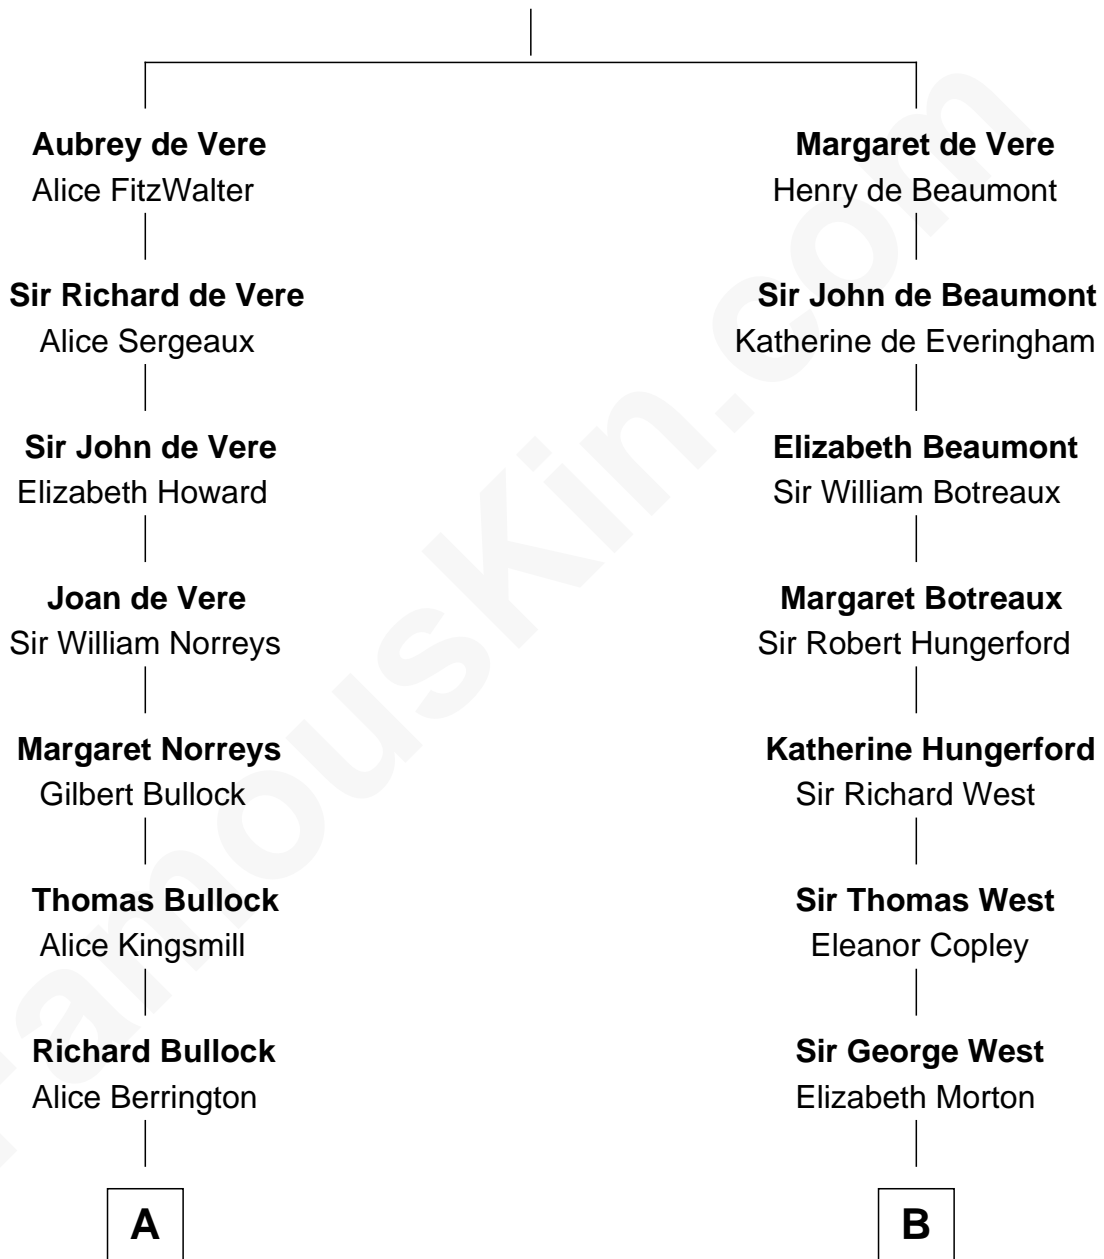 Aubrey de Vere
Alice FitzWalter
Sir Richard de Vere
Alice Sergeaux
Sir John de Vere
Elizabeth Howard
Joan de Vere
Sir William Norreys
Margaret Norreys
Gilbert Bullock
Thomas Bullock
Alice Kingsmill
Richard Bullock
Alice Berrington
A
Margaret de Vere
Henry de Beaumont
Sir John de Beaumont
Katherine de Everingham
Elizabeth Beaumont
Sir William Botreaux
Margaret Botreaux
Sir Robert Hungerford
Katherine Hungerford
Sir Richard West
Sir Thomas West
Eleanor Copley
Sir George West
Elizabeth Morton
B
FamousKin.com